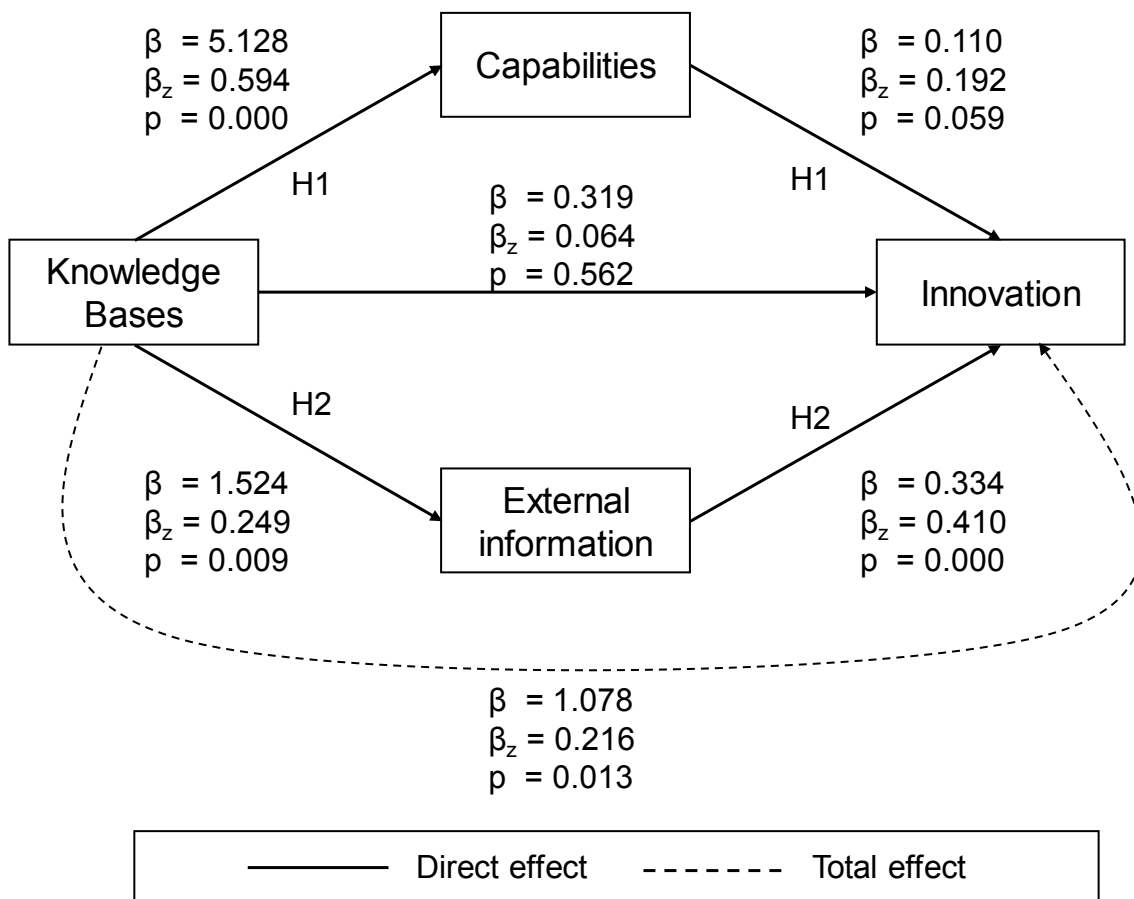 β = 5.128
β_z = 0.594
p = 0.000
Capabilities
β = 0.110
β_z = 0.192
p = 0.059
H1
H1
β = 0.319
β_z = 0.064
p = 0.562
Knowledge
Bases
Innovation
H2
H2
β = 1.524
β_z = 0.249
p = 0.009
External
information
β = 0.334
β_z = 0.410
p = 0.000
β = 1.078
β_z = 0.216
p = 0.013
Direct effect
Total effect